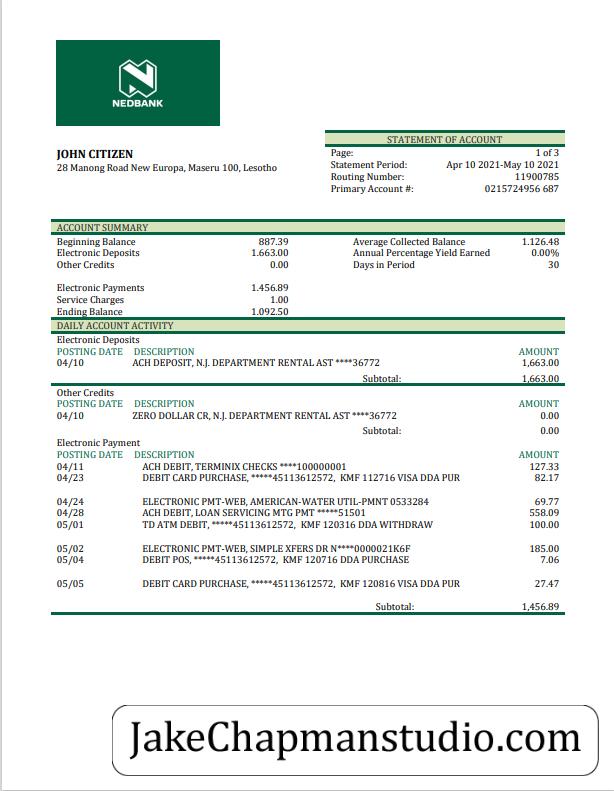 NEDBANK
STATEMENT OF ACCOUNT
JOHN CITIZEN
28 Manong Road New Europa, Maseru 100, Lesotho
Page: 1 of 3
Statement Period: Apr 10 2021-May 10 2021
Routing Number: 11900785
Primary Account #: 0215724956 687
ACCOUNT SUMMARY
Beginning Balance 887.39 Average Collected Balance 1.126.48
Electronic Deposits 1.663.00 Annual Percentage Yield Earned 0.00%
Other Credits 0.00 Days in Period 30
Electronic Payments 1.456.89
Service Charges 1.00
Ending Balance 1.092.50
DAILY ACCOUNT ACTIVITY
Electronic Deposits
POSTING DATE DESCRIPTION AMOUNT
04/10 ACH DEPOSIT, N.J. DEPARTMENT RENTAL AST ****36772 1,663.00
Subtotal: 1,663.00
Other Credits
POSTING DATE DESCRIPTION AMOUNT
04/10 ZERO DOLLAR CR, N.J. DEPARTMENT RENTAL AST ****36772 0.00
Subtotal: 0.00
Electronic Payment
POSTING DATE DESCRIPTION AMOUNT
04/11 ACH DEBIT, TERMINIX CHECKS ****100000001 127.33
04/23 DEBIT CARD PURCHASE, *****45113612572, KMF 112716 VISA DDA PUR 82.17
04/24 ELECTRONIC PMT-WEB, AMERICAN-WATER UTIL-PMNT 0533284 69.77
04/28 ACH DEBIT, LOAN SERVICING MTG PMT *****51501 558.09
05/01 TD ATM DEBIT, *****45113612572, KMF 120316 DDA WITHDRAW 100.00
05/02 ELECTRONIC PMT-WEB, SIMPLE XFERS DR N****0000021K6F 185.00
05/04 DEBIT POS, *****45113612572, KMF 120716 DDA PURCHASE 7.06
05/05 DEBIT CARD PURCHASE, *****45113612572, KMF 120816 VISA DDA PUR 27.47
Subtotal: 1,456.89
JakeChapmanstudio.com